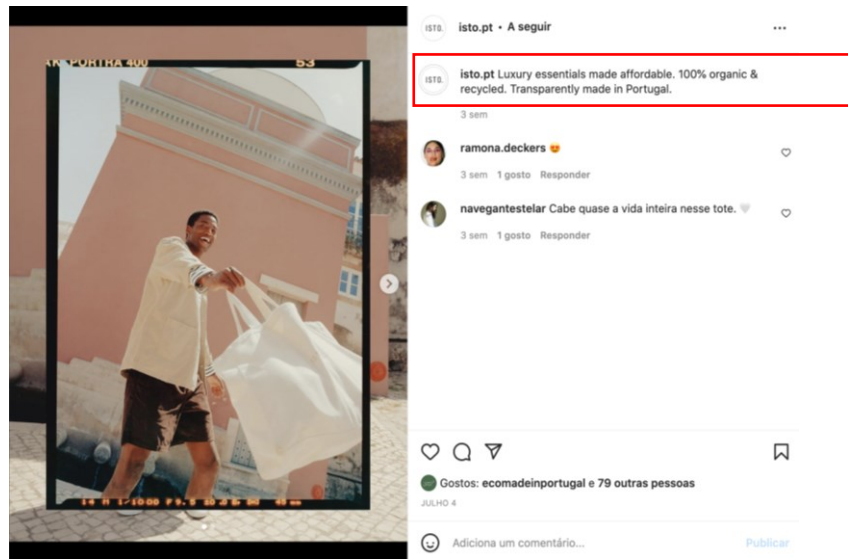 PORTRA 400
53
ISTO.
isto.pt • A seguir
ISTO.
isto.pt Luxury essentials made affordable. 100% organic &
recycled. Transparently made in Portugal.
3 sem
ramona.deckers 😍
3 sem 1 gosto Responder
navegantestelar Cabe quase a vida inteira nesse tote. 🤍
3 sem 1 gosto Responder
Gostos: ecomadeinportugal e 79 outras pessoas
JULHO 4
Adiciona um comentário...
Publicar